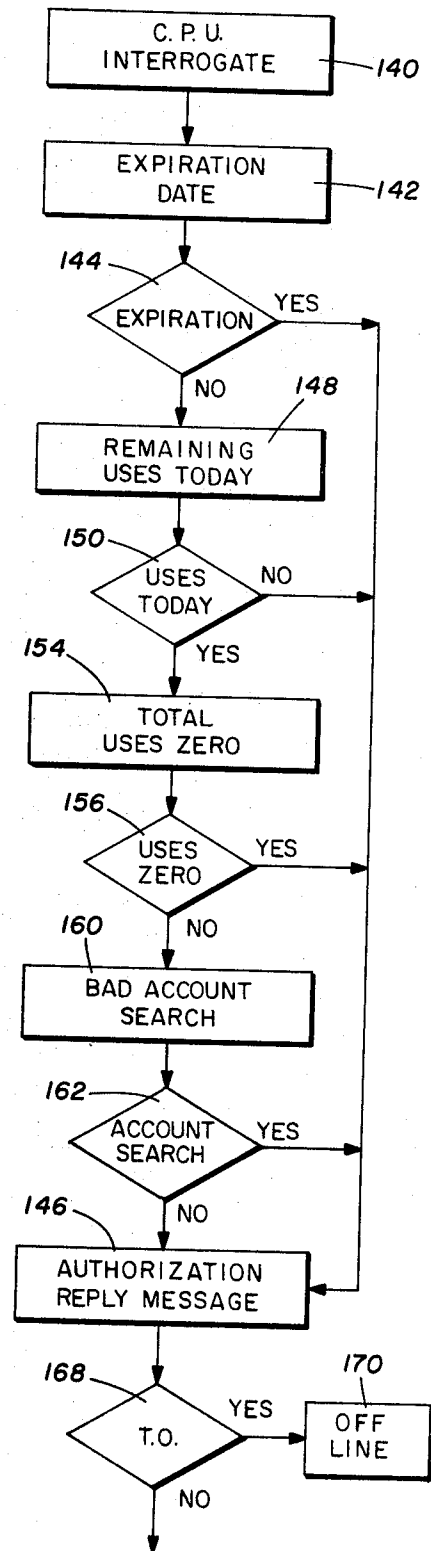 C. P. U.
INTERROGATE
140
EXPIRATION
DATE
142
144
EXPIRATION
YES
NO
148
REMAINING
USES TODAY
150
USES
TODAY
NO
YES
154
TOTAL
USES ZERO
156
USES
ZERO
YES
NO
160
BAD ACCOUNT
SEARCH
162
ACCOUNT
SEARCH
YES
NO
146
AUTHORIZATION
REPLY MESSAGE
168
T.O.
YES
170
OFF
LINE
NO